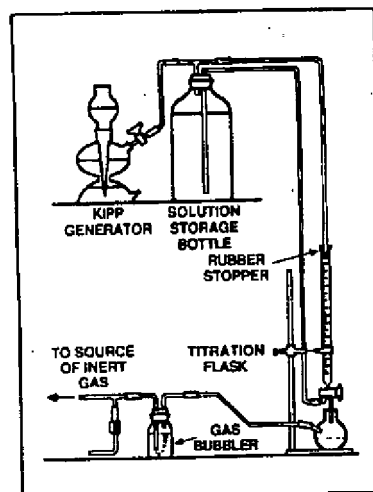 KIPP
GENERATOR
SOLUTION
STORAGE
BOTTLE
RUBBER
STOPPER
TO SOURCE
OF INERT
GAS
TITRATION
FLASK
GAS
BUBBLER